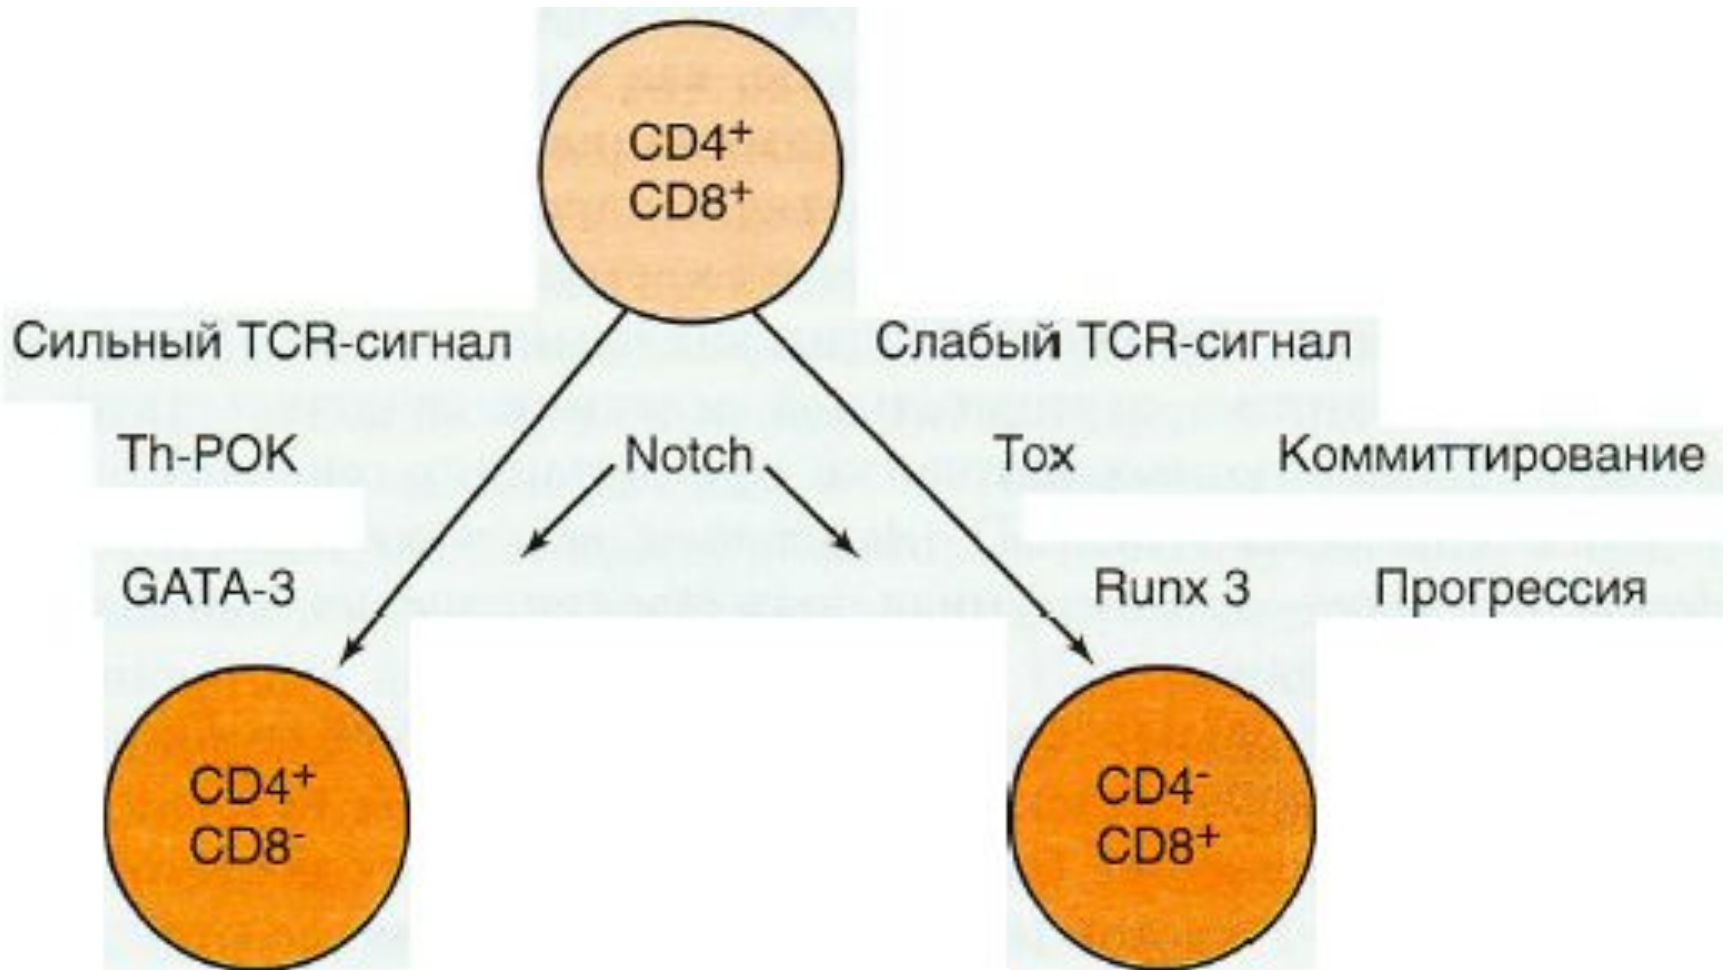 CD4⁺
CD8⁺
Сильный TCR-сигнал
Слабый TCR-сигнал
Th-POK
Notch
Tox
Коммиттирование
GATA-3
Runx 3
Прогрессия
CD4⁺
CD8⁻
CD4⁻
CD8⁺